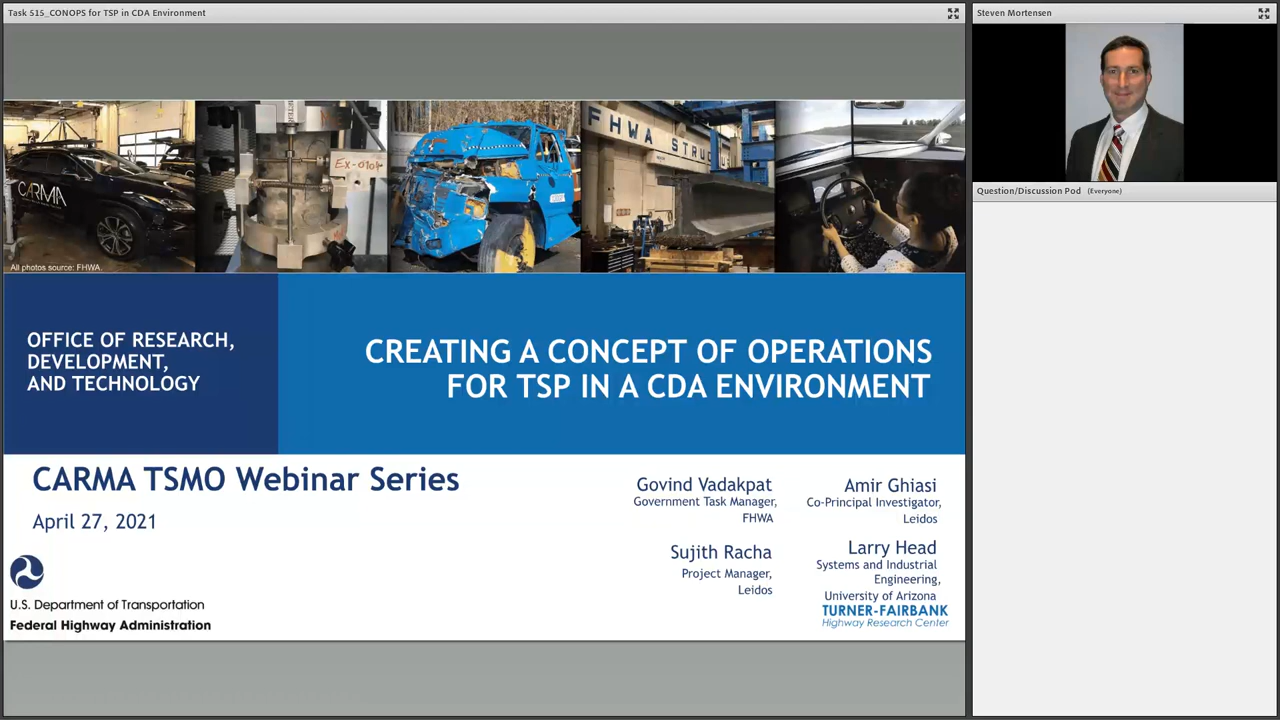 Task 515_CONOPS for TSP in CDA Environment
Steven Mortensen
Question/Discussion Pod (Everyone)
CARMA
EX-0704
FHWA STRUC
All photos source: FHWA.
OFFICE OF RESEARCH,
DEVELOPMENT,
AND TECHNOLOGY
CREATING A CONCEPT OF OPERATIONS
FOR TSP IN A CDA ENVIRONMENT
CARMA TSMO Webinar Series
April 27, 2021
Govind Vadakpat
Government Task Manager,
FHWA
Amir Ghiasi
Co-Principal Investigator,
Leidos
Sujith Racha
Project Manager,
Leidos
Larry Head
Systems and Industrial
Engineering,
University of Arizona
U.S. Department of Transportation
Federal Highway Administration
TURNER-FAIRBANK
Highway Research Center